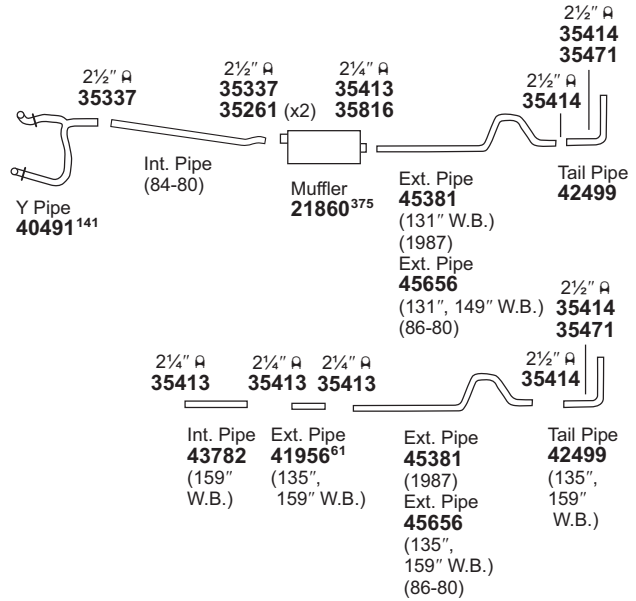 2½″
35414
35471
2½″
35337
2½″
35337
35261 (x2)
2¼″
35413
35816
2½″
35414
Int. Pipe
(84-80)
Y Pipe
40491¹⁴¹
Muffler
21860³⁷⁵
Ext. Pipe
45381
(131″ W.B.)
(1987)
Ext. Pipe
45656
(131″, 149″ W.B.)
(86-80)
Tail Pipe
42499
2½″
35414
35471
2¼″
35413
2¼″
35413
2¼″
35413
2½″
35414
Int. Pipe
43782
(159″
W.B.)
Ext. Pipe
41956⁶¹
(135″,
159″ W.B.)
Ext. Pipe
45381
(1987)
Ext. Pipe
45656
(135″,
159″ W.B.)
(86-80)
Tail Pipe
42499
(135″,
159″
W.B.)